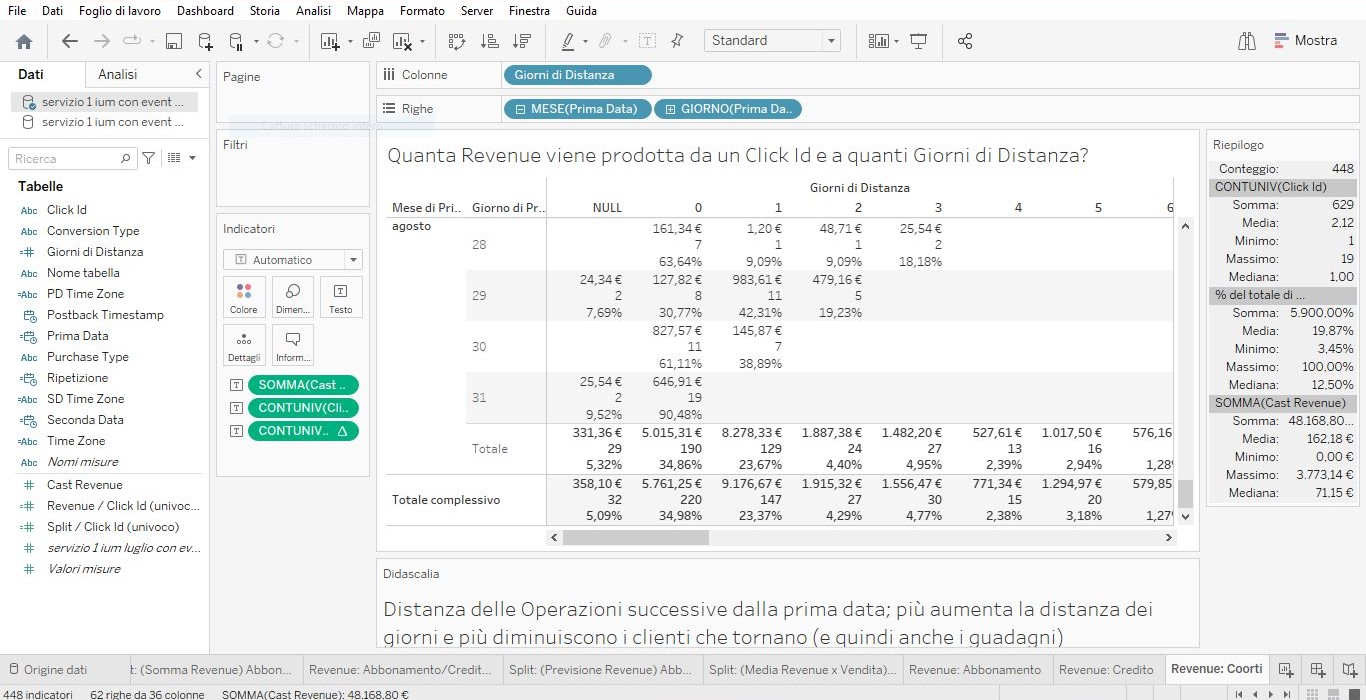 File Dati Foglio di lavoro Dashboard Storia Analisi Mappa Formato Server Finestra Guida
Standard
Mostra
Dati Analisi
servizio 1 ium con event ...
servizio 1 ium con event ...
Ricerca
Tabelle
Abc Click Id
Abc Conversion Type
Giorni di Distanza
Abc Nome tabella
PD Time Zone
Postback Timestamp
Prima Data
Abc Purchase Type
Ripetizione
SD Time Zone
Seconda Data
Time Zone
Abc Nomi misure
Cast Revenue
Revenue / Click Id (univoc...
Split / Click Id (univoco)
servizio 1 ium luglio con ev...
Valori misure
Pagine
Cattura schermo intero
Filtri
Indicatori
Automatico
Colore Dimen... Testo
Dettagli Inform...
SOMMA(Cast ..
CONTUNIV(Cli..
CONTUNIV.. △
Colonne Giorni di Distanza
Righe MESE(Prima Data) GIORNO(Prima Da..
Quanta Revenue viene prodotta da un Click Id e a quanti Giorni di Distanza?
Giorni di Distanza
Mese di Pri.. Giorno di Pr.. NULL 0 1 2 3 4 5 6
agosto
28
161,34 € 1,20 € 48,71 € 25,54 €
7 1 1 2
63,64% 9,09% 9,09% 18,18%
29
24,34 € 127,82 € 983,61 € 479,16 €
2 8 11 5
7,69% 30,77% 42,31% 19,23%
30
827,57 € 145,87 €
11 7
61,11% 38,89%
31
25,54 € 646,91 €
2 19
9,52% 90,48%
Totale
331,36 € 5.015,31 € 8.278,33 € 1.887,38 € 1.482,20 € 527,61 € 1.017,50 € 576,16
29 190 129 24 27 13 16
5,32% 34,86% 23,67% 4,40% 4,95% 2,39% 2,94% 1,28
Totale complessivo
358,10 € 5.761,25 € 9.176,67 € 1.915,32 € 1.556,47 € 771,34 € 1.294,97 € 579,85
32 220 147 27 30 15 20
5,09% 34,98% 23,37% 4,29% 4,77% 2,38% 3,18% 1,27
Didascalia
Distanza delle Operazioni successive dalla prima data; più aumenta la distanza dei
giorni e più diminuiscono i clienti che tornano (e quindi anche i guadagni)
Riepilogo
Conteggio: 448
CONTUNIV(Click Id)
Somma: 629
Media: 2,12
Minimo: 1
Massimo: 19
Mediana: 1,00
% del totale di ...
Somma: 5.900,00%
Media: 19,87%
Minimo: 3,45%
Massimo: 100,00%
Mediana: 12,50%
SOMMA(Cast Revenue)
Somma: 48.168,80...
Media: 162,18 €
Minimo: 0,00 €
Massimo: 3.773,14 €
Mediana: 71,15 €
Origine dati t: (Somma Revenue) Abbon... Revenue: Abbonamento/Credit... Split: (Previsione Revenue) Abb... Split: (Media Revenue x Vendita)... Revenue: Abbonamento Revenue: Credito Revenue: Coorti
448 indicatori 62 righe da 36 colonne SOMMA(Cast Revenue): 48.168,80 €